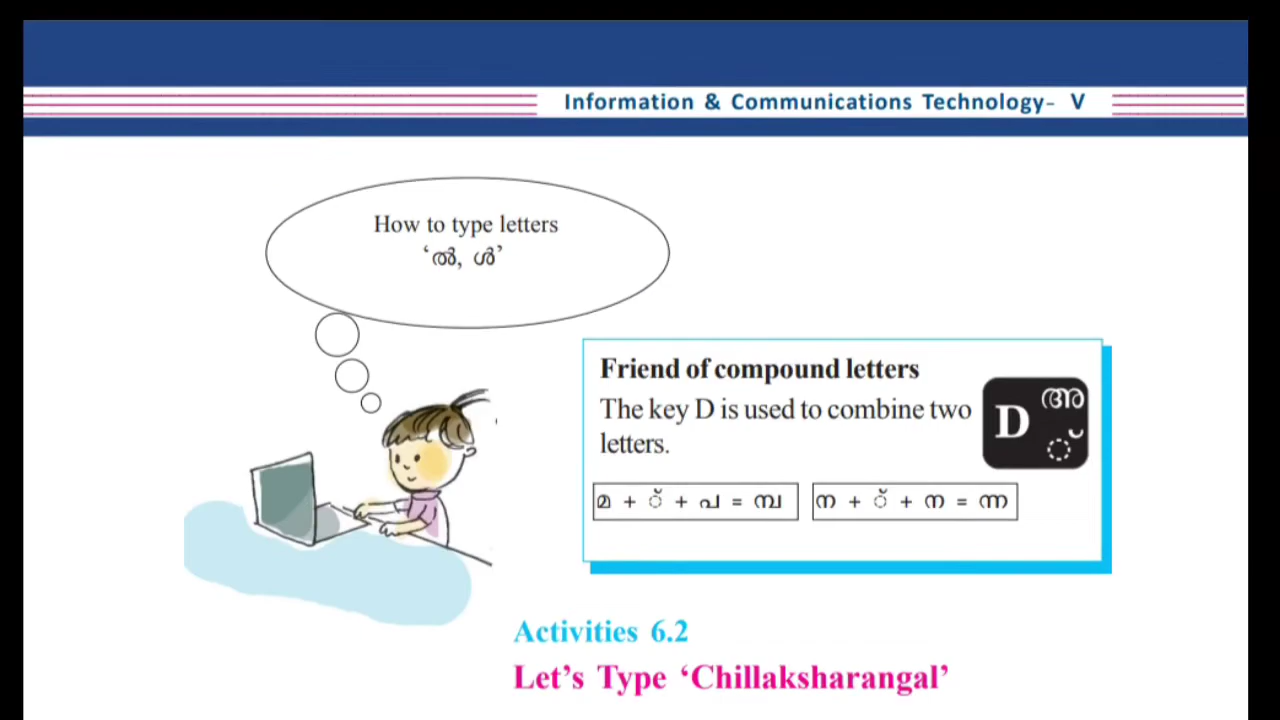 Information & Communications Technology- V
How to type letters
‘ൽ, ൾ’
Friend of compound letters
The key D is used to combine two
letters.
D അ ്
മ + ് + പ = മ്പ
ന + ് + ന = ന്ന
Activities 6.2
Let’s Type ‘Chillaksharangal’